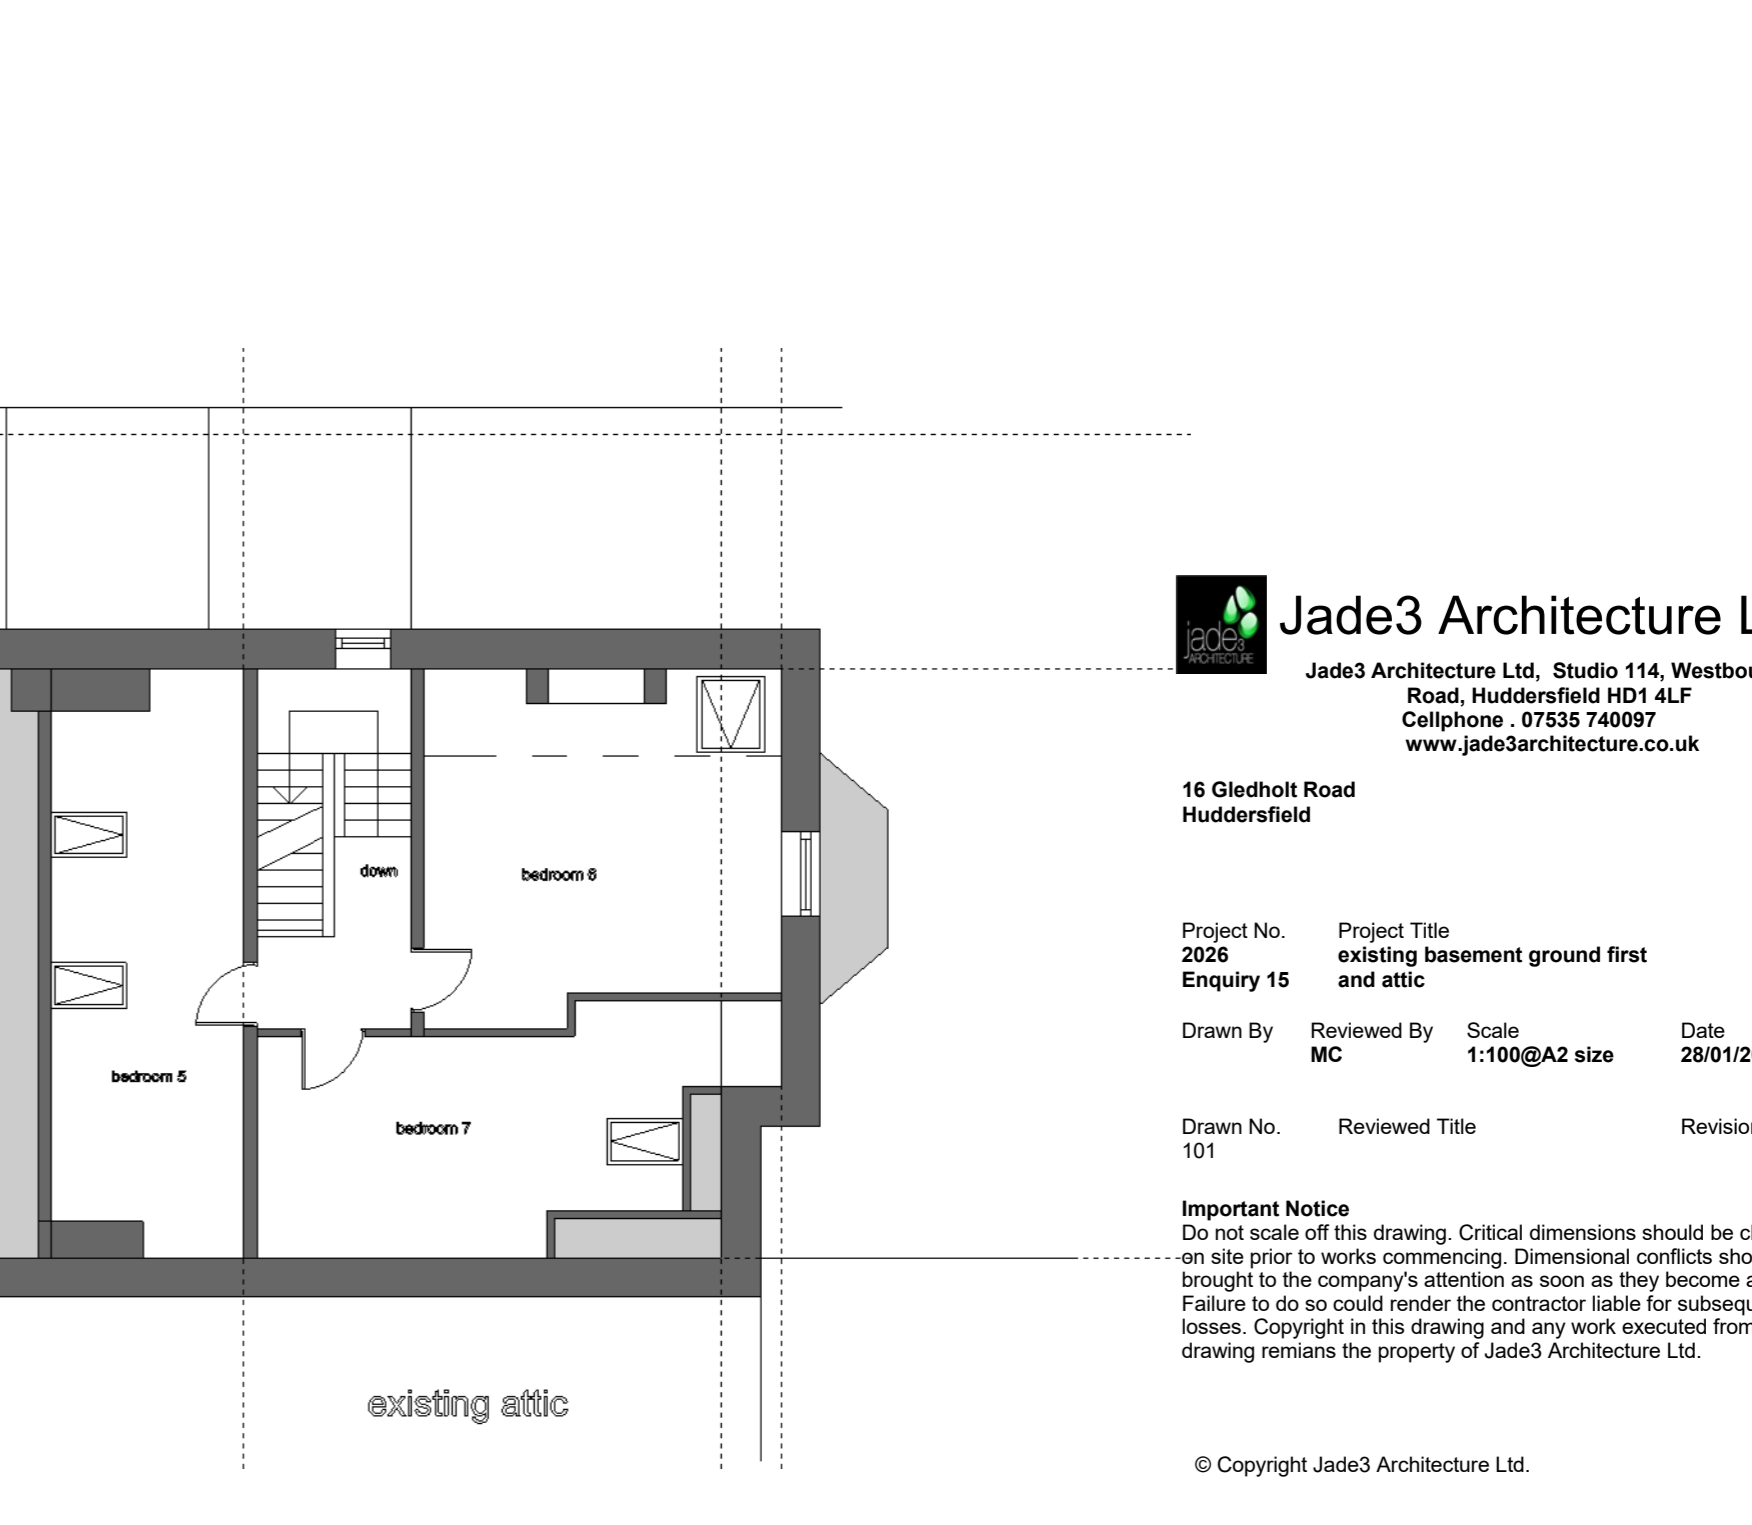 down
bedroom 6
bedroom 5
bedroom 7
existing attic
jade3
ARCHITECTURE
Jade3 Architecture L
Jade3 Architecture Ltd, Studio 114, Westbou
Road, Huddersfield HD1 4LF
Cellphone . 07535 740097
www.jade3architecture.co.uk
16 Gledholt Road
Huddersfield
Project No. Project Title
2026 existing basement ground first
Enquiry 15 and attic
Drawn By Reviewed By Scale Date
MC 1:100@A2 size 28/01/2
Drawn No. Reviewed Title Revision
101
Important Notice
Do not scale off this drawing. Critical dimensions should be c
on site prior to works commencing. Dimensional conflicts sho
brought to the company's attention as soon as they become a
Failure to do so could render the contractor liable for subsequ
losses. Copyright in this drawing and any work executed from
drawing remians the property of Jade3 Architecture Ltd.
© Copyright Jade3 Architecture Ltd.